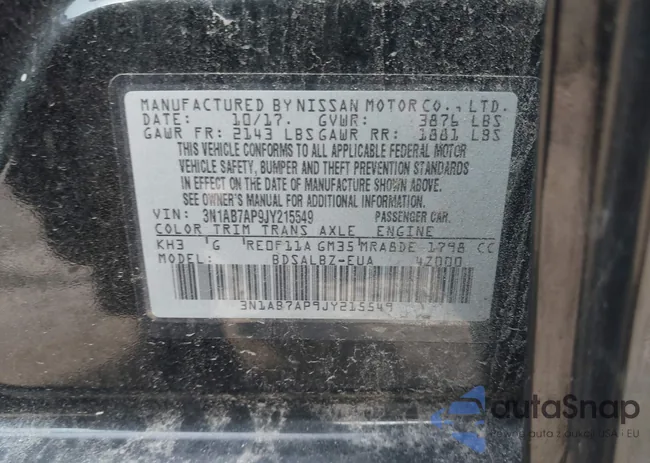 MANUFACTURED BY NISSAN MOTOR CO., LTD.
DATE: 10/17. GVWR: 3876 LBS
GAWR FR: 2143 LBS GAWR RR: 1881 LBS
THIS VEHICLE CONFORMS TO ALL APPLICABLE FEDERAL MOTOR
VEHICLE SAFETY, BUMPER AND THEFT PREVENTION STANDARDS
IN EFFECT ON THE DATE OF MANUFACTURE SHOWN ABOVE.
SEE OWNER'S MANUAL FOR ADDITIONAL INFORMATION.
VIN: 3N1AB7AP9JY215549 PASSENGER CAR.
COLOR TRIM TRANS AXLE ENGINE
KH3 G RE0F11A GM35 MRA8DE 1798 CC
MODEL: BDSALBZ-EUA 4Z000
3N1AB7AP9JY215549
autoSnap